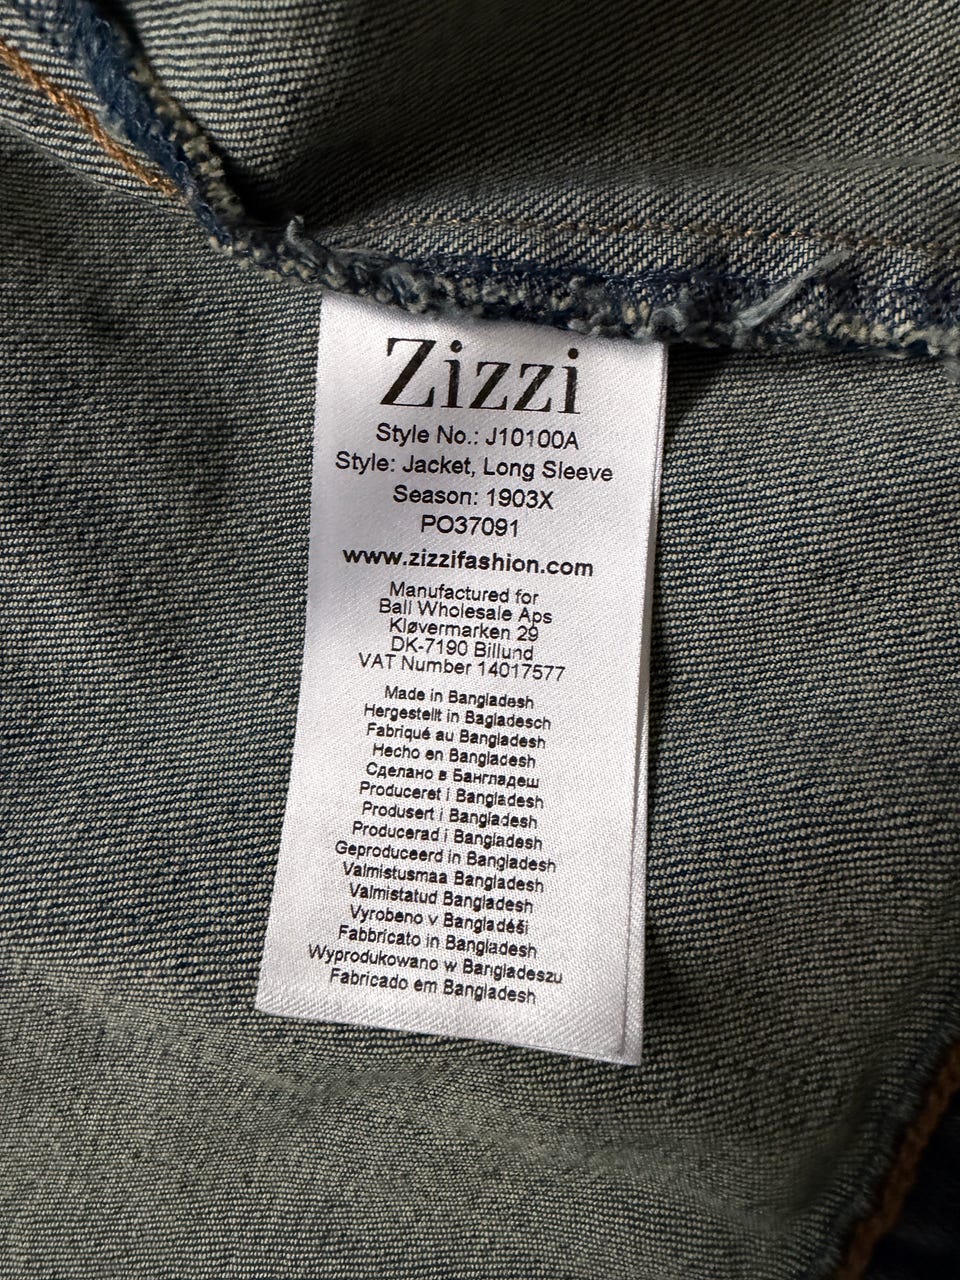 Zizzi
Style No.: J10100A
Style: Jacket, Long Sleeve
Season: 1903X
PO37091
www.zizzifashion.com
Manufactured for
Bali Wholesale Aps
Kløvermarken 29
DK-7190 Billund
VAT Number 14017577
Made in Bangladesh
Hergestellt in Bagladesch
Fabriqué au Bangladesh
Hecho en Bangladesh
Сделано в Бангладеш
Produceret i Bangladesh
Produsert i Bangladesh
Producerad i Bangladesh
Geproduceerd in Bangladesh
Valmistusmaa Bangladesh
Valmistatud Bangladesh
Vyrobeno v Bangladéši
Fabbricato in Bangladesh
Wyprodukowano w Bangladeszu
Fabricado em Bangladesh